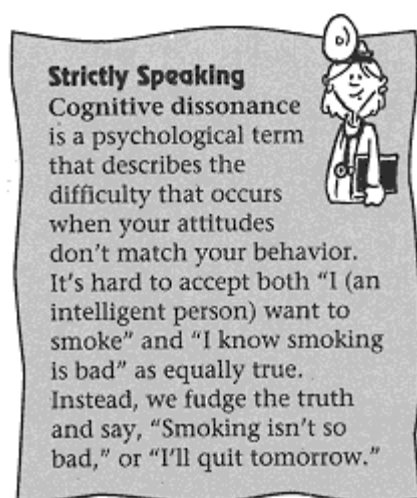 Strictly Speaking
Cognitive dissonance
is a psychological term
that describes the
difficulty that occurs
when your attitudes
don't match your behavior.
It's hard to accept both “I (an
intelligent person) want to
smoke” and “I know smoking
is bad” as equally true.
Instead, we fudge the truth
and say, “Smoking isn't so
bad,” or “I'll quit tomorrow.”